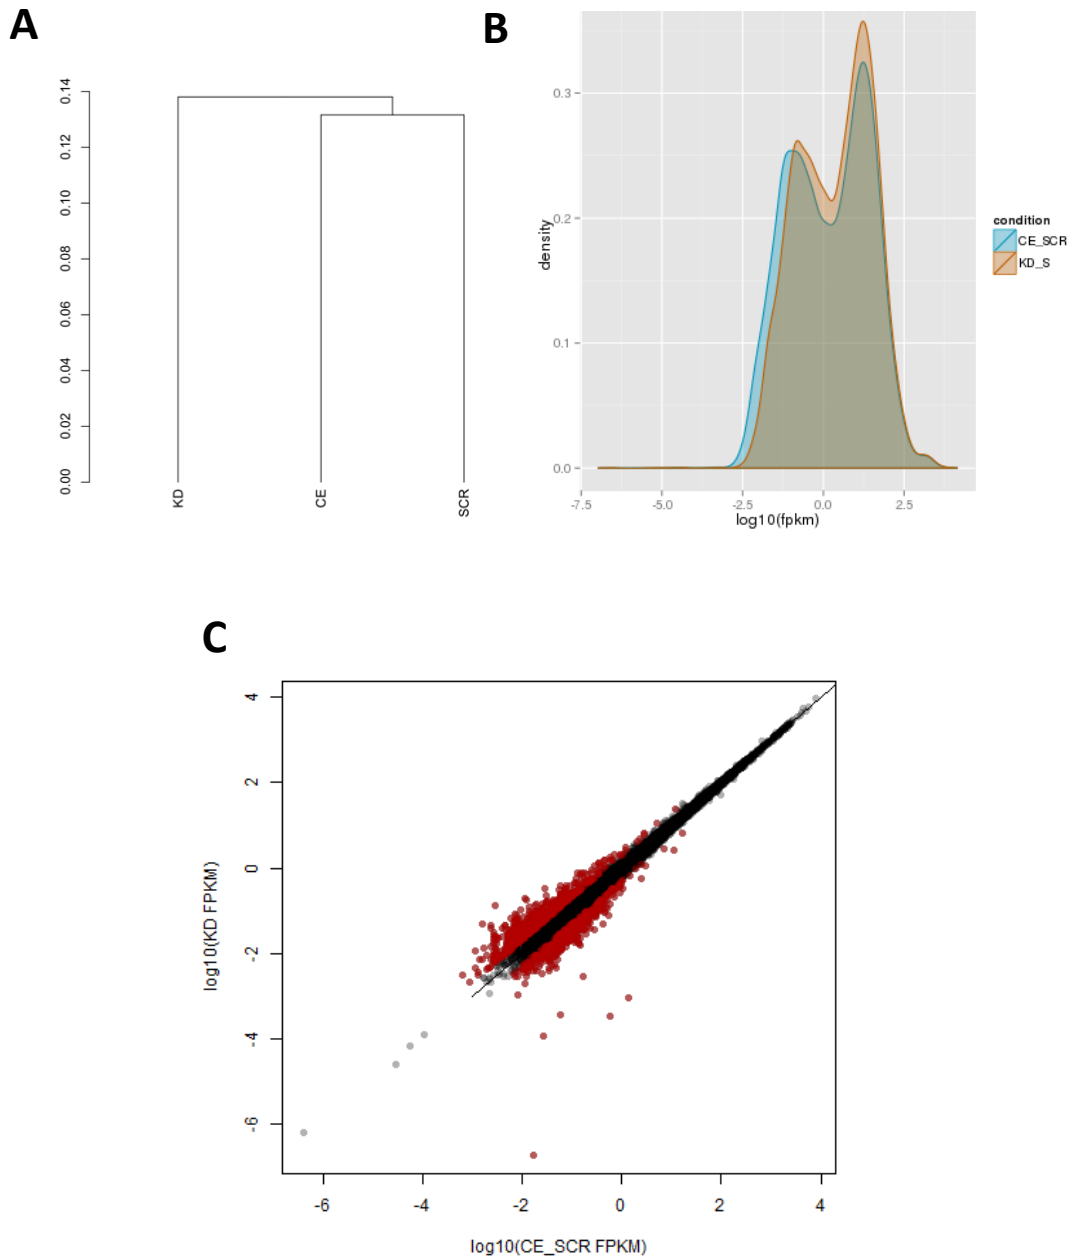 A
0.00 0.02 0.04 0.06 0.08 0.10 0.12 0.14
KD
CE
SCR
B
density
0.3
0.2
0.1
0.0
-7.5 -5.0 -2.5 0.0 2.5
log10(fpkm)
condition
CE_SCR
KD_S
C
log10(KD FPKM)
4
2
0
-2
-4
-6
-6 -4 -2 0 2 4
log10(CE_SCR FPKM)